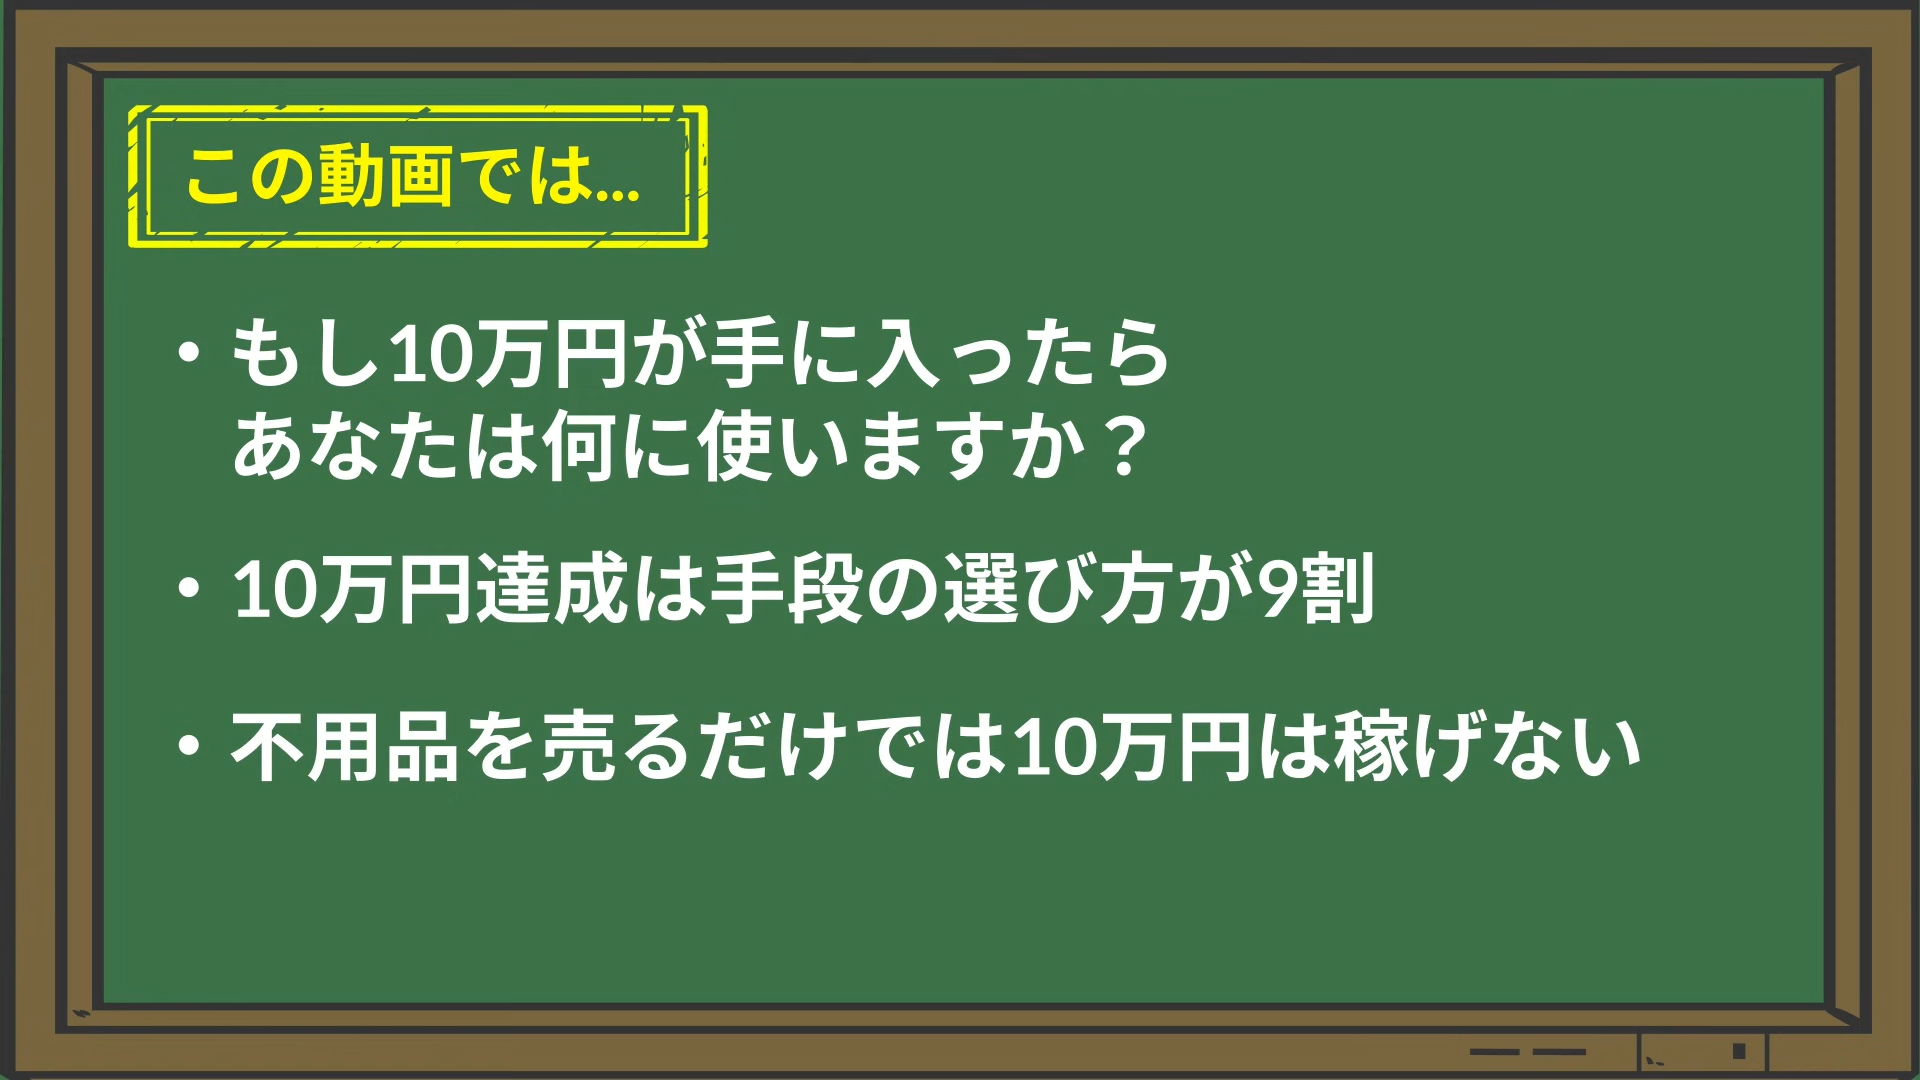 この動画では...
・もし10万円が手に入ったら
あなたは何に使いますか？
・10万円達成は手段の選び方が9割
・不用品を売るだけでは10万円は稼げない